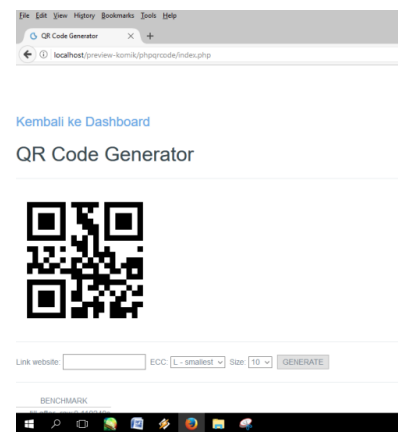 File Edit View History Bookmarks Tools Help
QR Code Generator
localhost/preview-komik/phpqrcode/index.php
Kembali ke Dashboard
QR Code Generator
Link website: ECC: L - smallest Size: 10 GENERATE
BENCHMARK